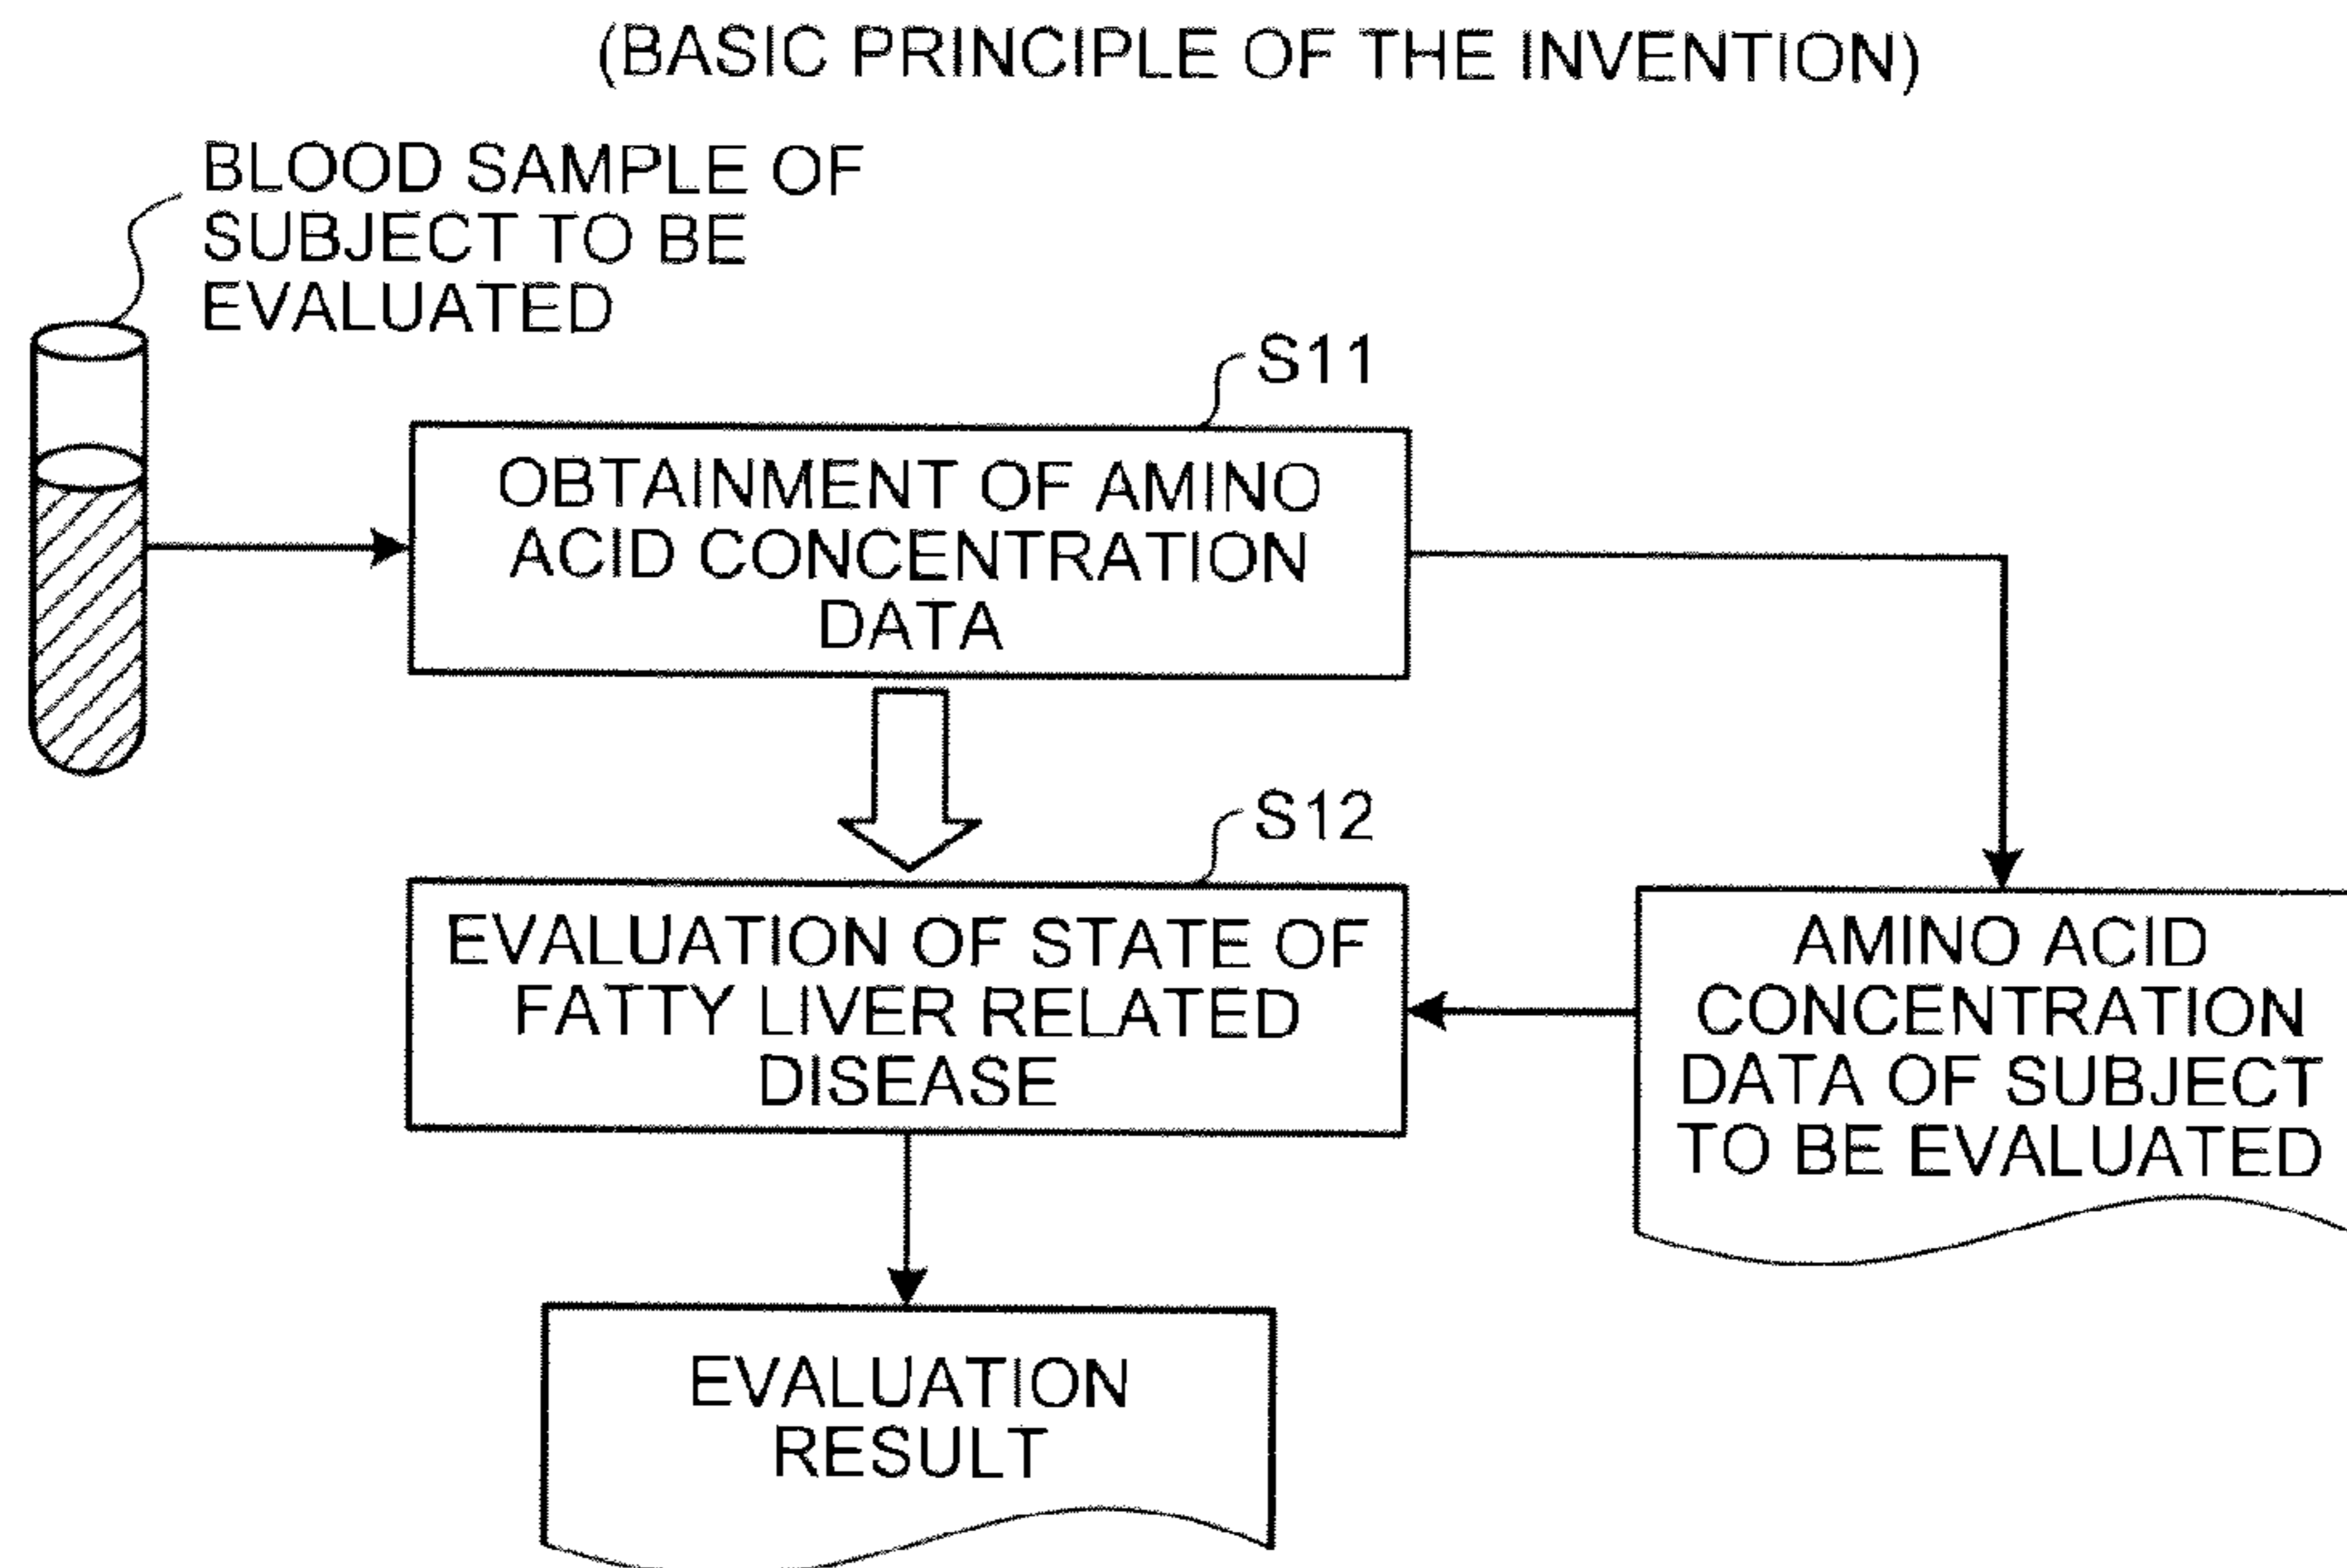 (BASIC PRINCIPLE OF THE INVENTION)
BLOOD SAMPLE OF
SUBJECT TO BE
EVALUATED
S11
OBTAINMENT OF AMINO
ACID CONCENTRATION
DATA
S12
EVALUATION OF STATE OF
FATTY LIVER RELATED
DISEASE
AMINO ACID
CONCENTRATION
DATA OF SUBJECT
TO BE EVALUATED
EVALUATION
RESULT